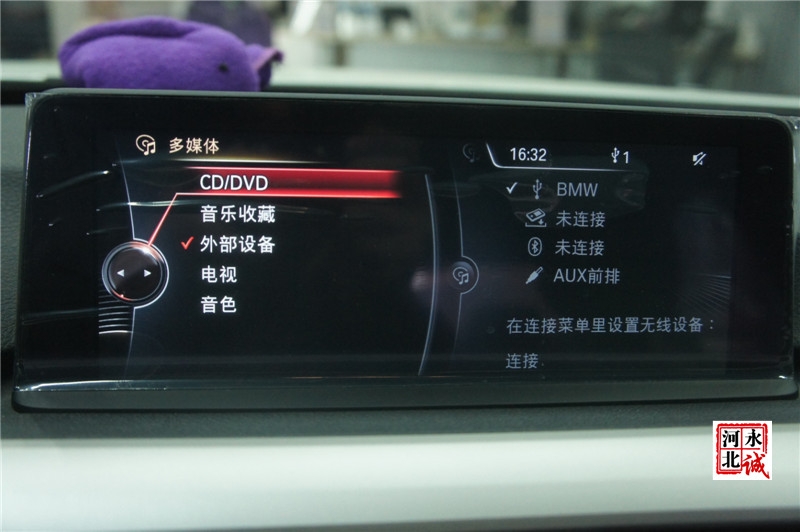 多媒体
CD/DVD
音乐收藏
外部设备
电视
音色
16:32
1
BMW
未连接
未连接
AUX前排
在连接菜单里设置无线设备：
连接
河北
永诚